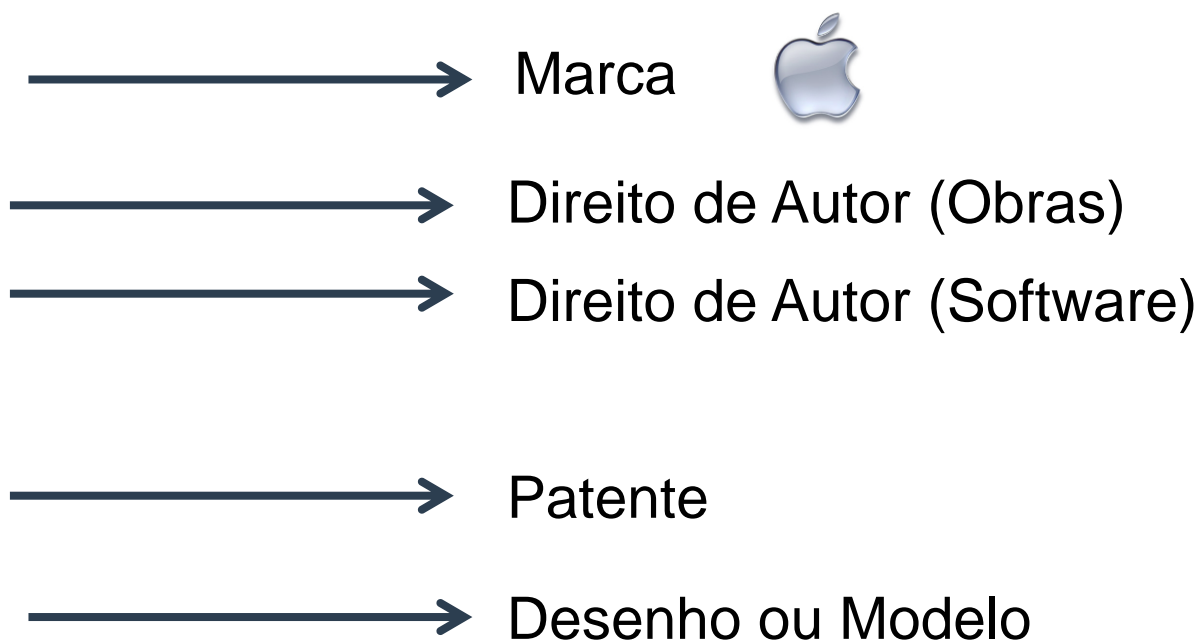 Marca
Direito de Autor (Obras)
Direito de Autor (Software)
Patente
Desenho ou Modelo